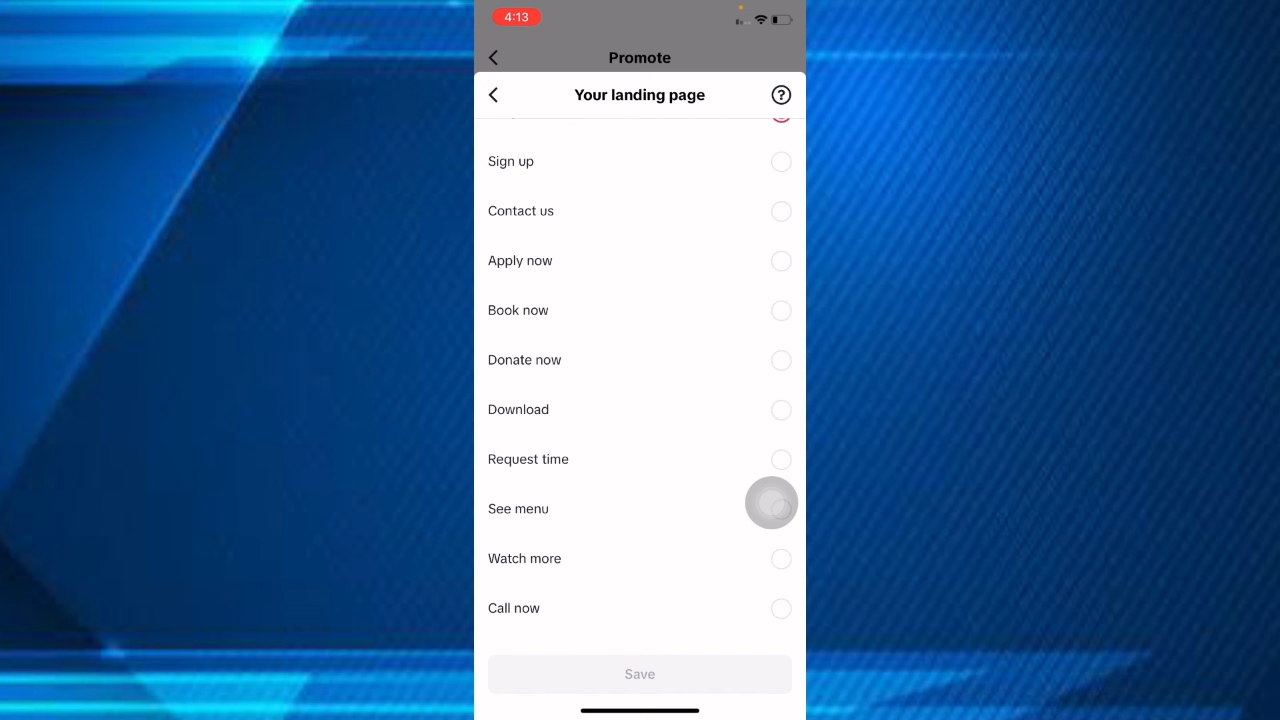 4:13
Promote
Your landing page
Sign up
Contact us
Apply now
Book now
Donate now
Download
Request time
See menu
Watch more
Call now
Save